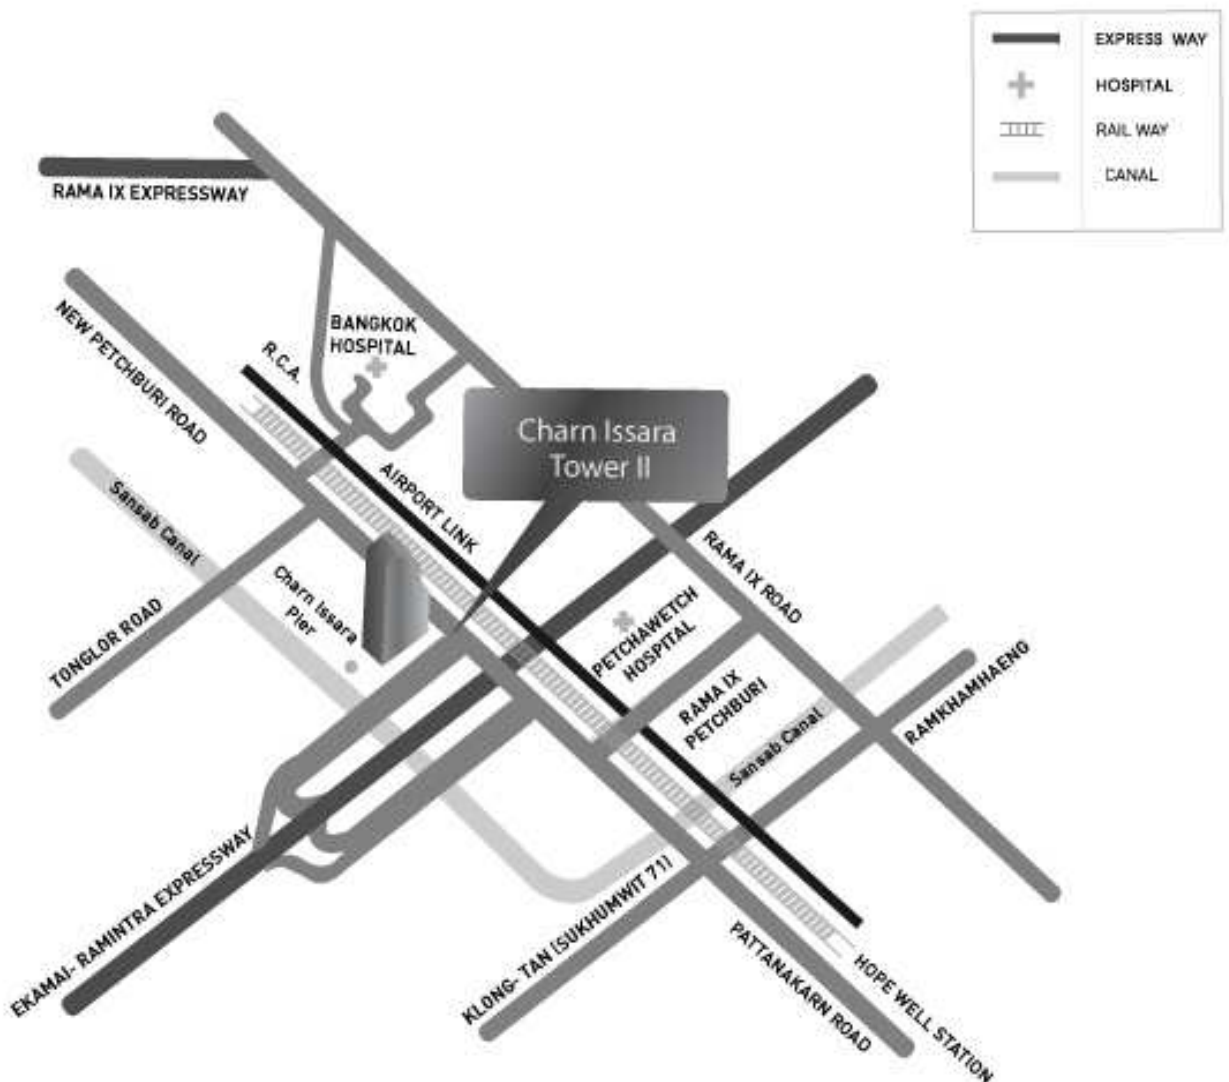 EXPRESS WAY
HOSPITAL
RAIL WAY
CANAL
RAMA IX EXPRESSWAY
NEW PETCHBURI ROAD
BANGKOK
HOSPITAL
R.C.A.
Charn Issara
Tower II
AIRPORT LINK
Sansab Canal
RAMA IX ROAD
Charn Issara
Pier
PETCHAWETCH
HOSPITAL
TONGLOR ROAD
RAMA IX
PETCHBURI
RAMKHAMHAENG
Sansab Canal
EKAMAI- RAMINTRA EXPRESSWAY
KLONG- TAN (SUKHUMWIT 71)
PATTANAKARN ROAD
HOPE WELL STATION